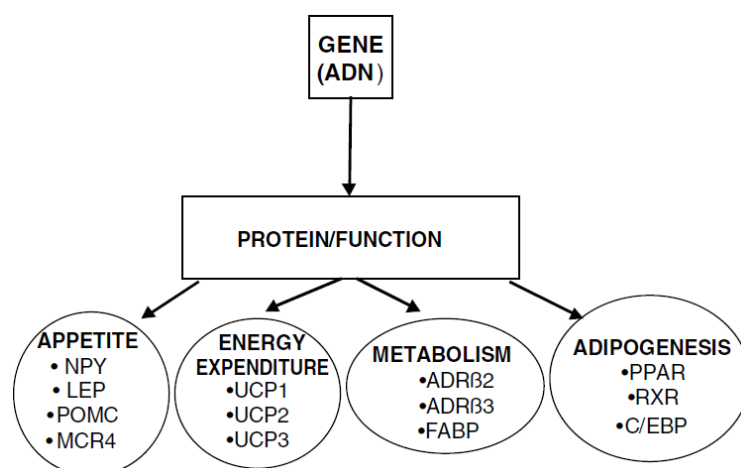 GENE
(ADN)
PROTEIN/FUNCTION
APPETITE
• NPY
• LEP
• POMC
• MCR4
ENERGY
EXPENDITURE
•UCP1
•UCP2
•UCP3
METABOLISM
•ADRß2
•ADRß3
•FABP
ADIPOGENESIS
•PPAR
•RXR
•C/EBP